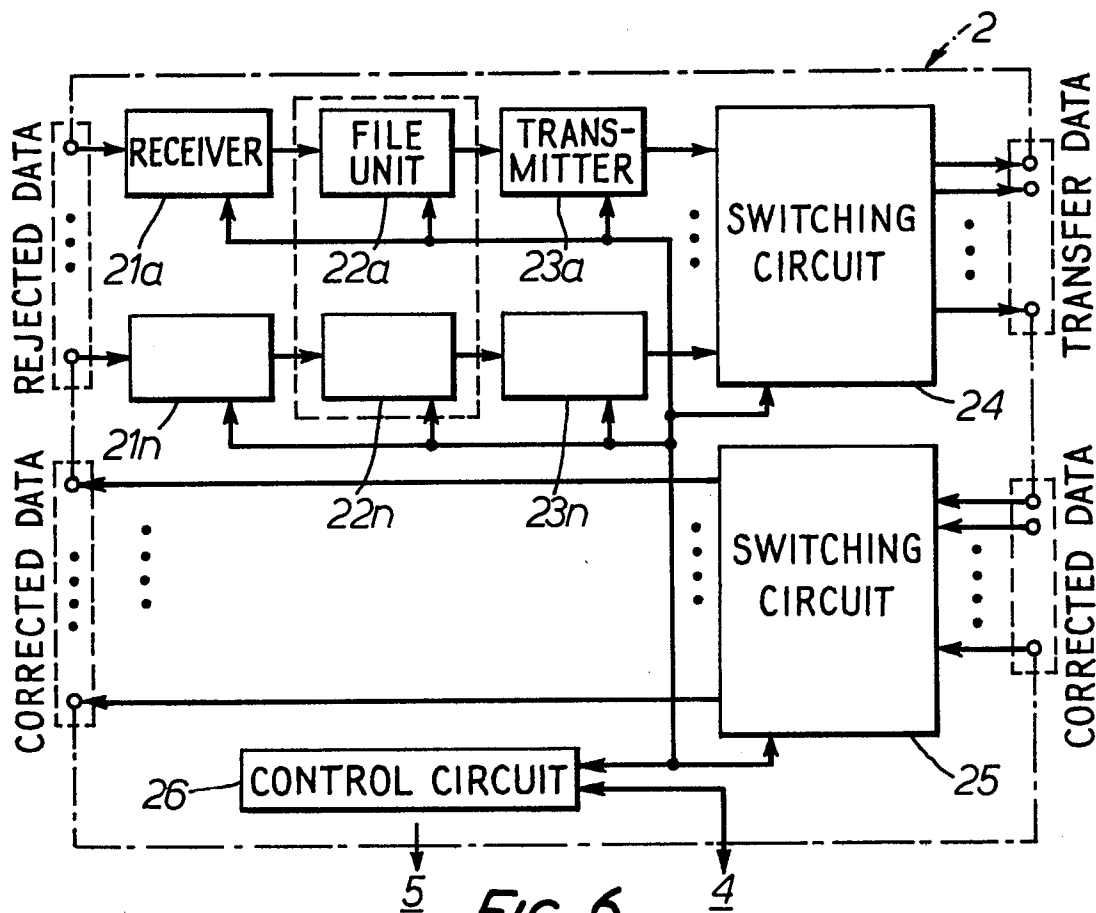 2
REJECTED DATA
RECEIVER
21a
FILE
UNIT
22a
TRANS-
MITTER
23a
SWITCHING
CIRCUIT
24
TRANSFER DATA
21n
22n
23n
CORRECTED DATA
SWITCHING
CIRCUIT
25
CORRECTED DATA
26
CONTROL CIRCUIT
5
4
FIG. 6